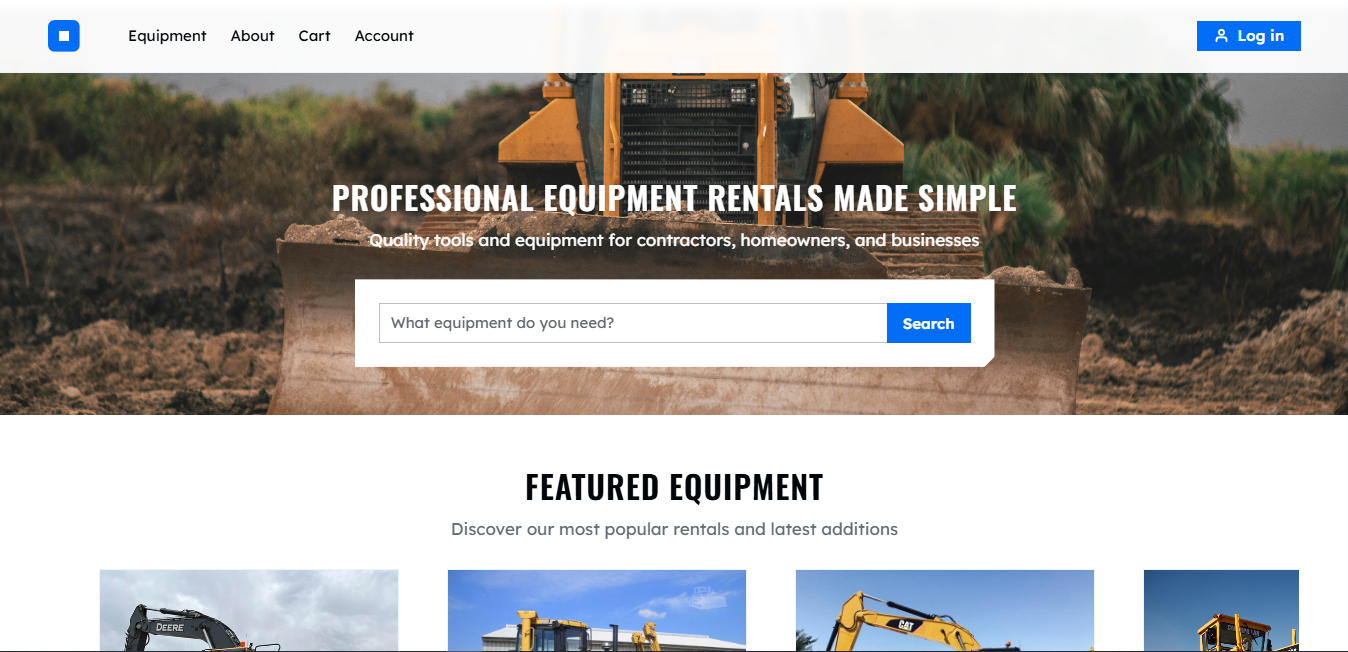 Equipment About Cart Account Log in
PROFESSIONAL EQUIPMENT RENTALS MADE SIMPLE
Quality tools and equipment for contractors, homeowners, and businesses
What equipment do you need? Search
FEATURED EQUIPMENT
Discover our most popular rentals and latest additions
DEERE
CAT